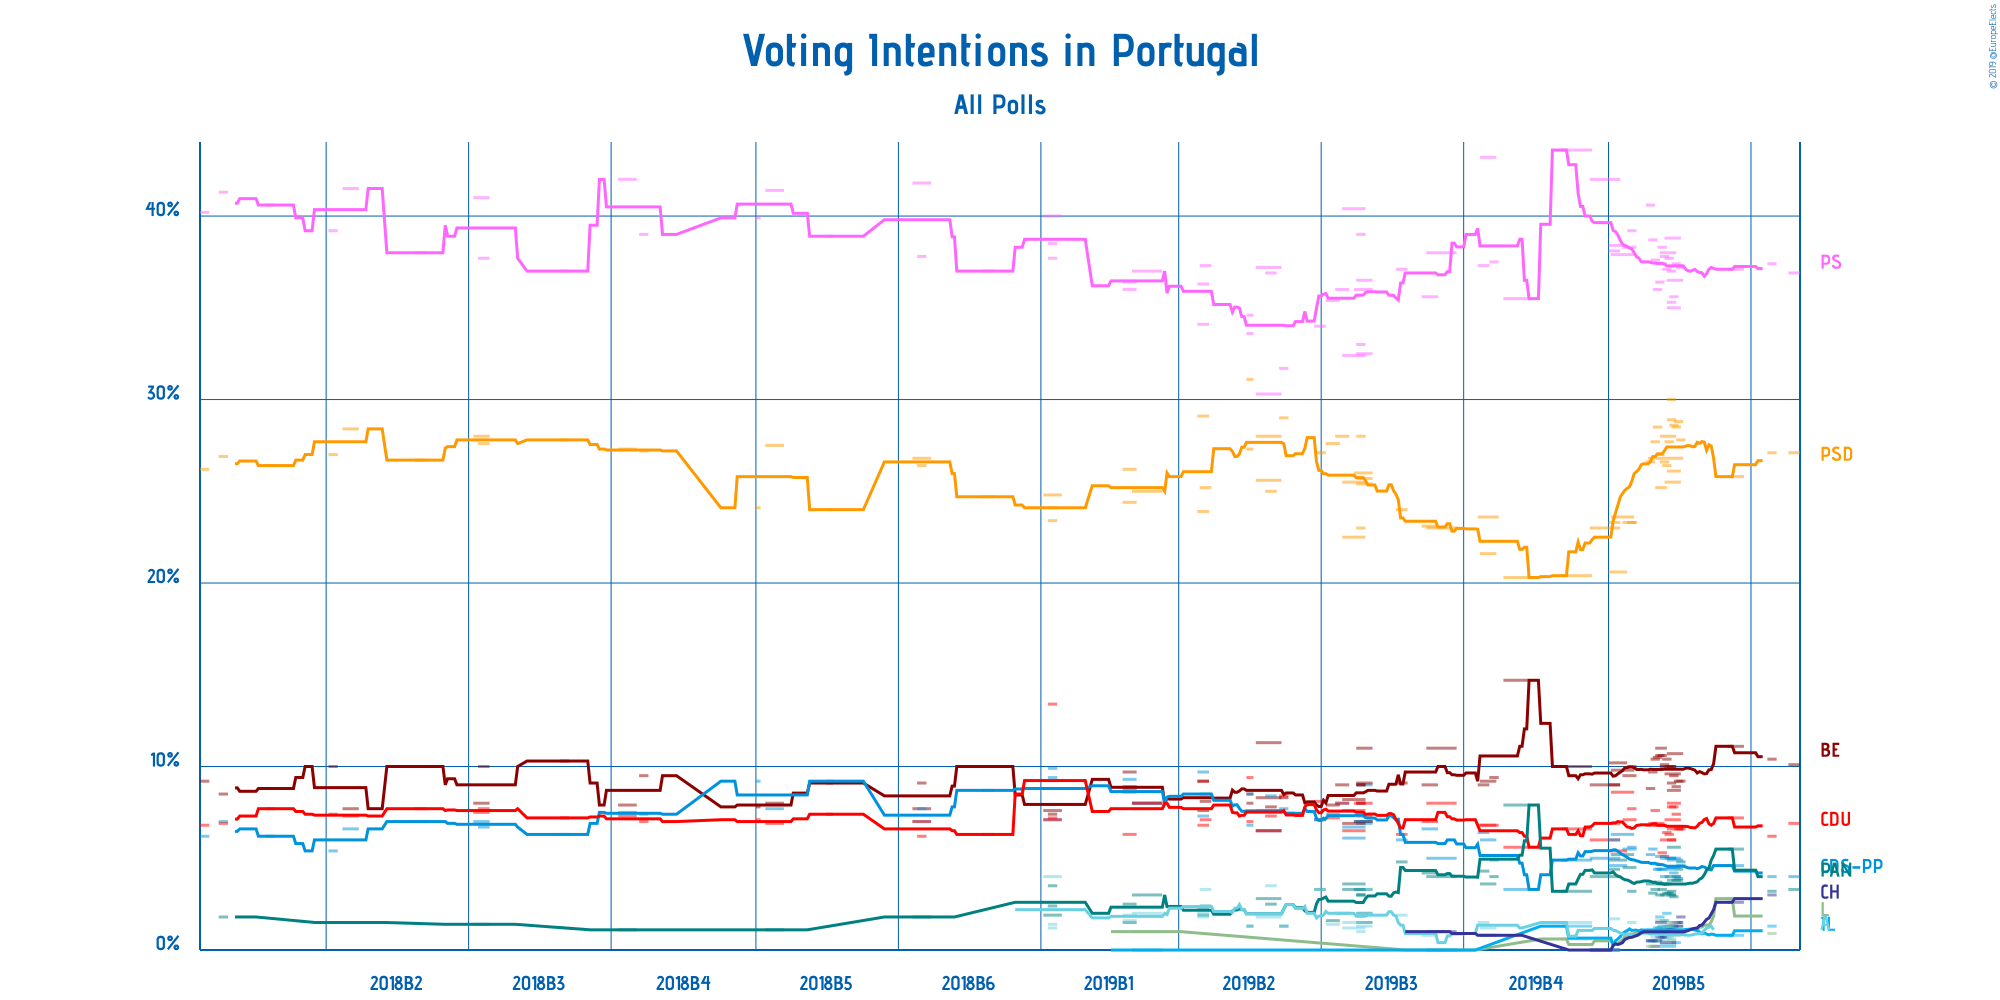 © 2019 @EuropeElects
Voting Intentions in Portugal
All Polls
40%
30%
20%
10%
0%
PS
PSD
BE
CDU
CDS-PP
PAN
CH
L
IL
2018B2
2018B3
2018B4
2018B5
2018B6
2019B1
2019B2
2019B3
2019B4
2019B5